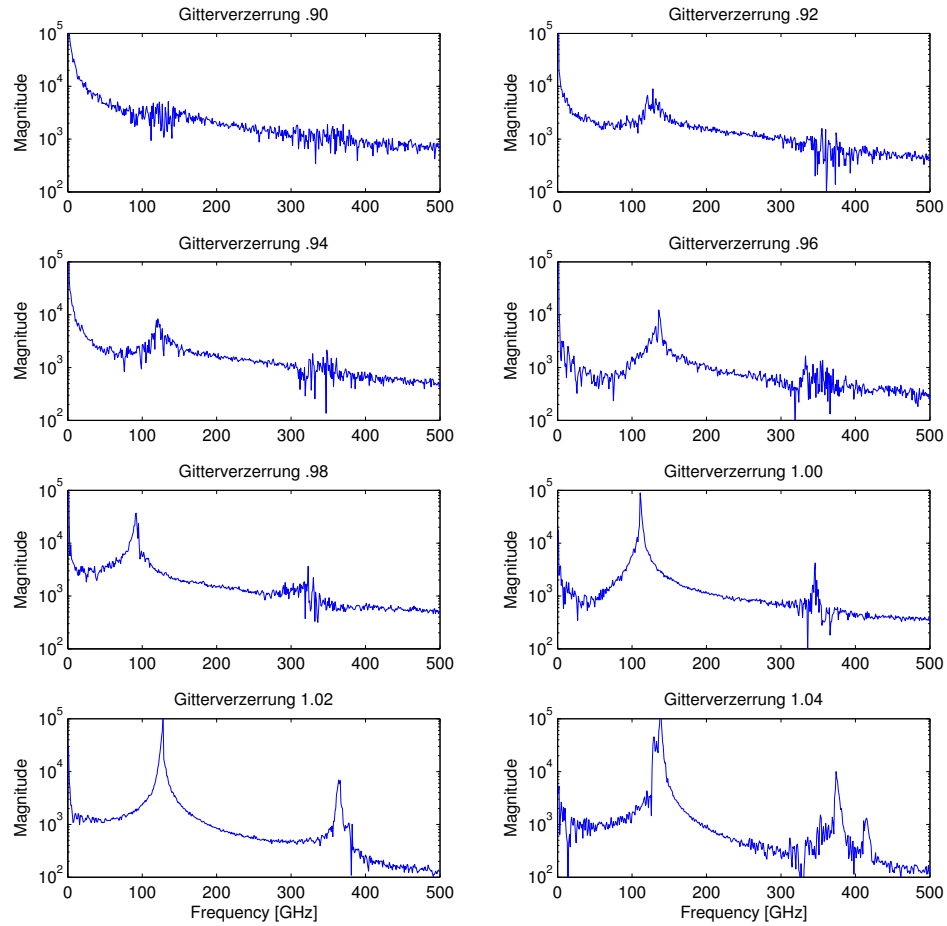 Gitterverzerrung .90
Gitterverzerrung .92
10^5
10^4
10^3
10^2
Magnitude
0 100 200 300 400 500
10^5
10^4
10^3
10^2
Magnitude
0 100 200 300 400 500
Gitterverzerrung .94
Gitterverzerrung .96
10^5
10^4
10^3
10^2
Magnitude
0 100 200 300 400 500
10^5
10^4
10^3
10^2
Magnitude
0 100 200 300 400 500
Gitterverzerrung .98
Gitterverzerrung 1.00
10^5
10^4
10^3
10^2
Magnitude
0 100 200 300 400 500
10^5
10^4
10^3
10^2
Magnitude
0 100 200 300 400 500
Gitterverzerrung 1.02
Gitterverzerrung 1.04
10^5
10^4
10^3
10^2
Magnitude
0 100 200 300 400 500
Frequency [GHz]
10^5
10^4
10^3
10^2
Magnitude
0 100 200 300 400 500
Frequency [GHz]